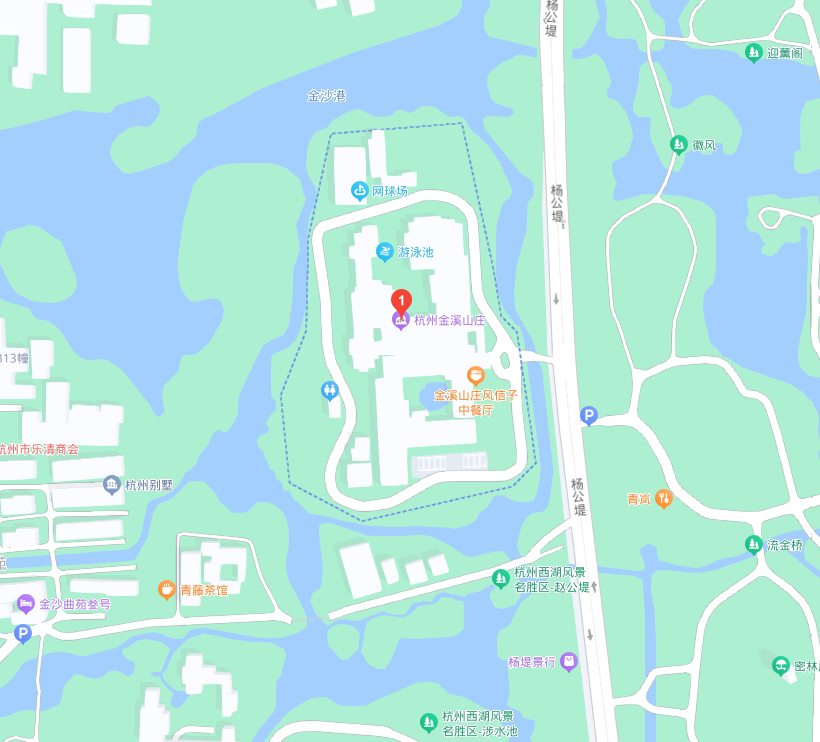 杨公堤
迎薰阁
金沙港
徽风
网球场
杨公堤
游泳池
1
杭州金溪山庄
313幢
金溪山庄风信子
中餐厅
P
杭州市乐清商会
杭州别墅
杨公堤
青岚
流金桥
杭州西湖风景
名胜区-赵公堤
青藤茶馆
金沙曲苑叁号
P
杨堤景行
密林
杭州西湖风景
名胜区-涉水池